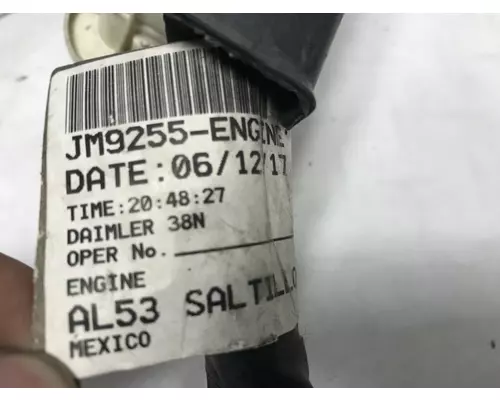 JM9255-ENGINE
DATE:06/12/17
TIME:20:48:27
DAIMLER 38N
OPER No.
ENGINE
AL53 SALTILLO
MEXICO